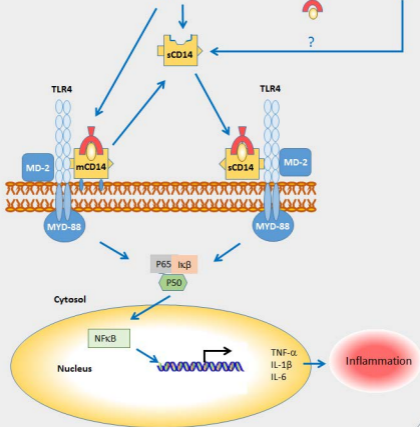 ?
sCD14
TLR4
TLR4
MD-2
mCD14
sCD14
MD-2
MYD-88
MYD-88
P65
Iκβ
P50
Cytosol
NFκB
Nucleus
TNF-α
IL-1β
IL-6
Inflammation